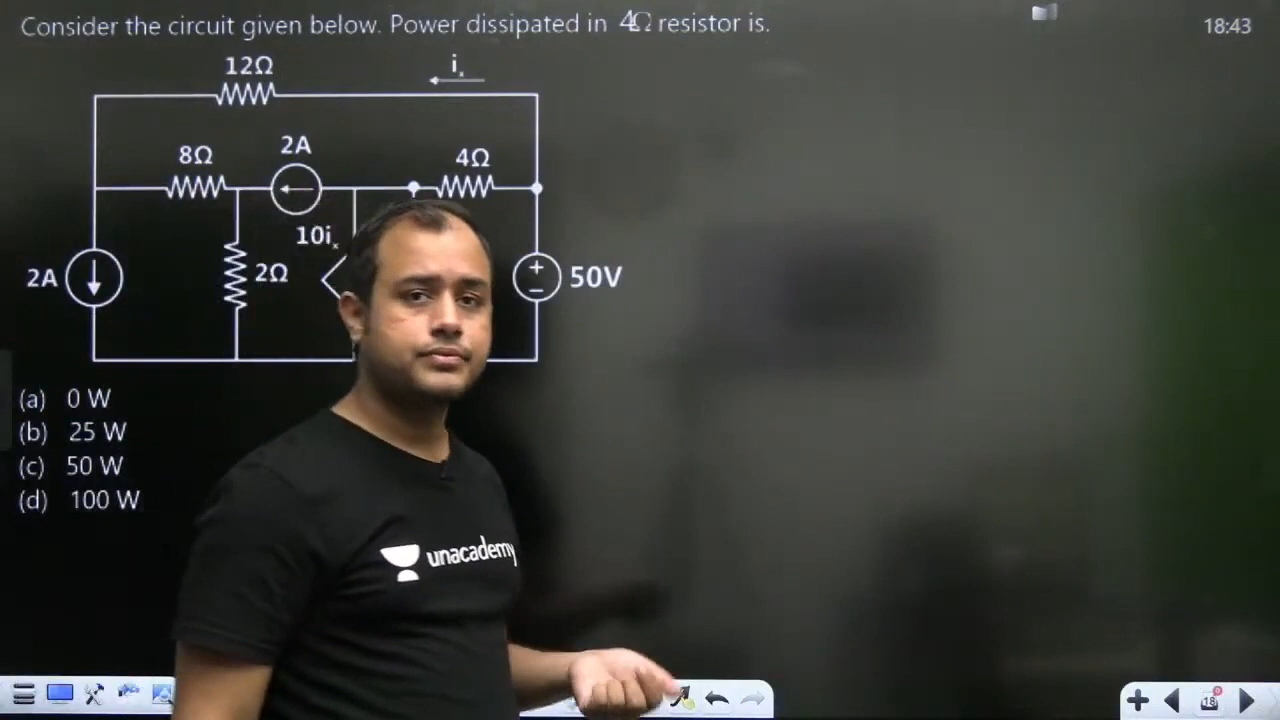 Consider the circuit given below. Power dissipated in 4Ω resistor is.
18:43
12Ω
iₓ
8Ω
2A
4Ω
10iₓ
2A
2Ω
+
−
50V
(a) 0 W
(b) 25 W
(c) 50 W
(d) 100 W
unacademy
18